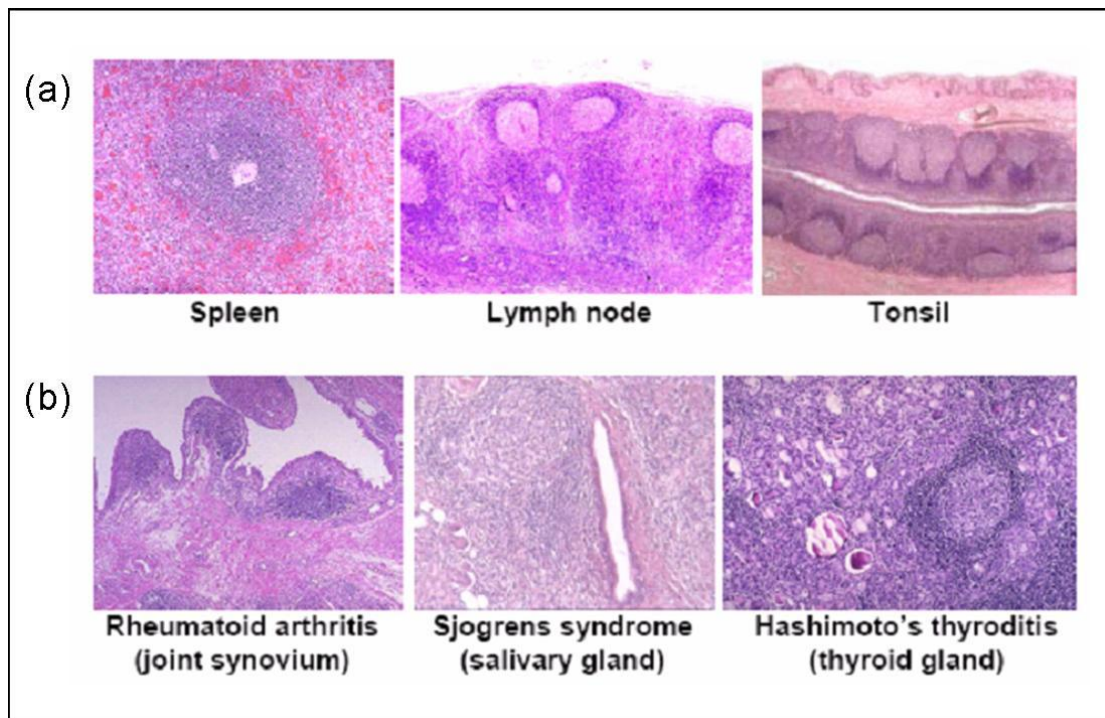 (a)
Spleen
Lymph node
Tonsil
(b)
Rheumatoid arthritis
(joint synovium)
Sjogrens syndrome
(salivary gland)
Hashimoto's thyroditis
(thyroid gland)